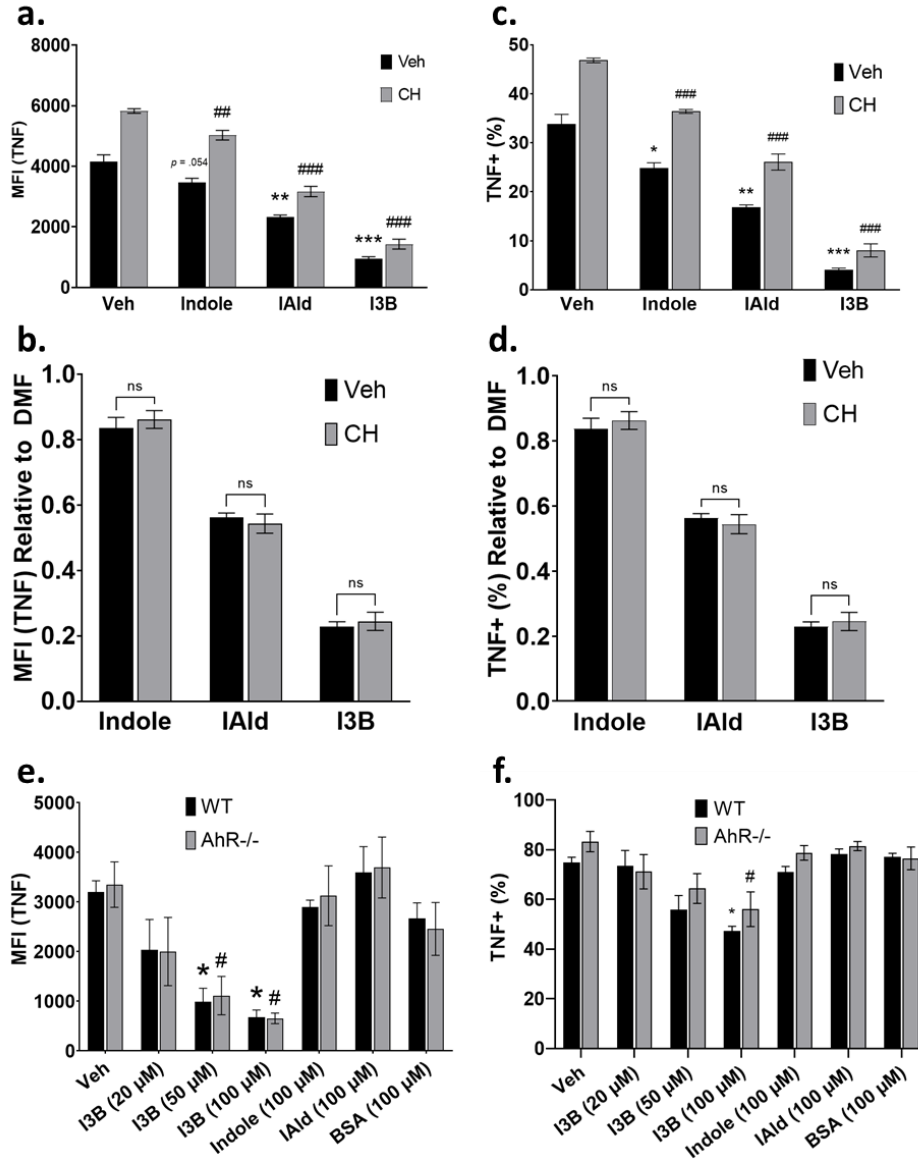 a.
MFI (TNF)
8000
6000
4000
2000
0
Veh
CH
p = .054
##
**
###
***
###
Veh Indole IAld I3B
c.
TNF+ (%)
50
40
30
20
10
0
Veh
CH
*
###
**
###
***
###
Veh Indole IAld I3B
b.
MFI (TNF) Relative to DMF
1.0
0.8
0.6
0.4
0.2
0.0
Veh
CH
ns
ns
ns
Indole IAld I3B
d.
TNF+ (%) Relative to DMF
1.0
0.8
0.6
0.4
0.2
0.0
Veh
CH
ns
ns
ns
Indole IAld I3B
e.
MFI (TNF)
5000
4000
3000
2000
1000
0
WT
AhR-/-
*
#
*
#
Veh
I3B (20 µM)
I3B (50 µM)
I3B (100 µM)
Indole (100 µM)
IAld (100 µM)
BSA (100 µM)
f.
TNF+ (%)
100
80
60
40
20
0
WT
AhR-/-
*
#
Veh
I3B (20 µM)
I3B (50 µM)
I3B (100 µM)
Indole (100 µM)
IAld (100 µM)
BSA (100 µM)